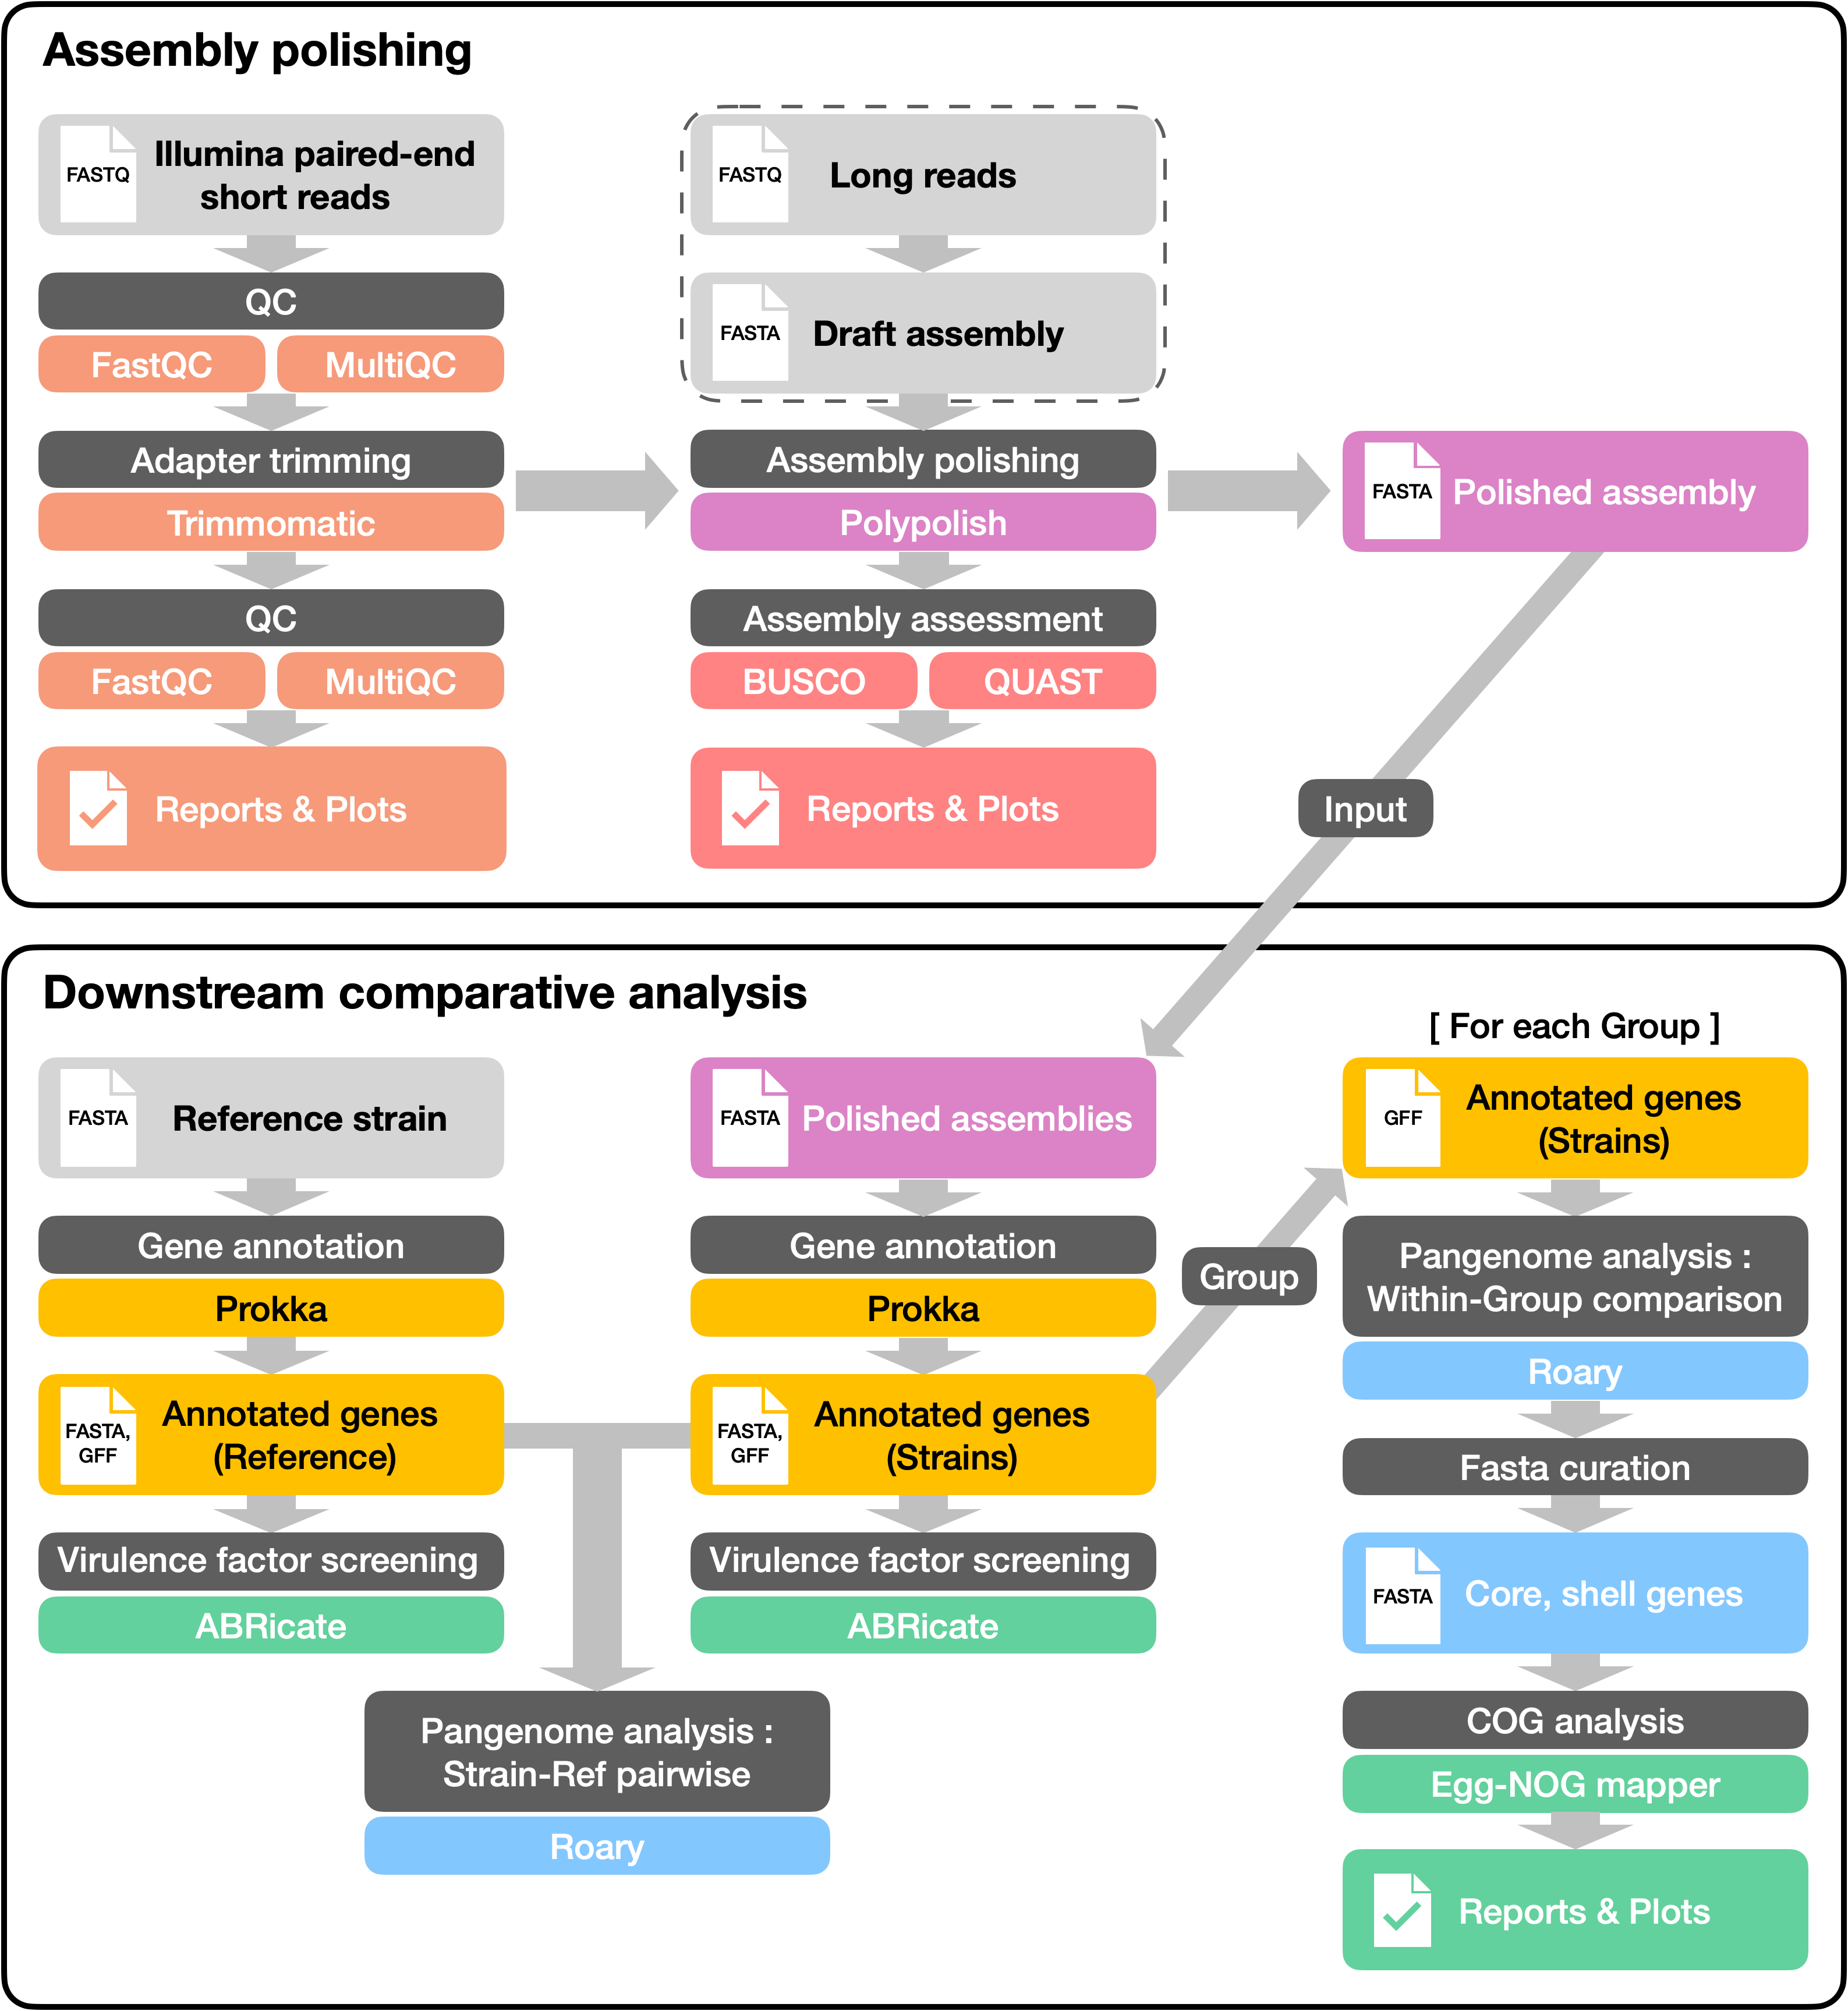 Assembly polishing
FASTQ
Illumina paired-end
short reads
QC
FastQC
MultiQC
Adapter trimming
Trimmomatic
QC
FastQC
MultiQC
Reports & Plots
FASTQ
Long reads
FASTA
Draft assembly
Assembly polishing
Polypolish
Assembly assessment
BUSCO
QUAST
Reports & Plots
FASTA
Polished assembly
Input
Downstream comparative analysis
FASTA
Reference strain
Gene annotation
Prokka
FASTA,
GFF
Annotated genes
(Reference)
Virulence factor screening
ABRicate
FASTA
Polished assemblies
Gene annotation
Prokka
FASTA,
GFF
Annotated genes
(Strains)
Virulence factor screening
ABRicate
Pangenome analysis :
Strain-Ref pairwise
Roary
Group
[ For each Group ]
GFF
Annotated genes
(Strains)
Pangenome analysis :
Within-Group comparison
Roary
Fasta curation
FASTA
Core, shell genes
COG analysis
Egg-NOG mapper
Reports & Plots